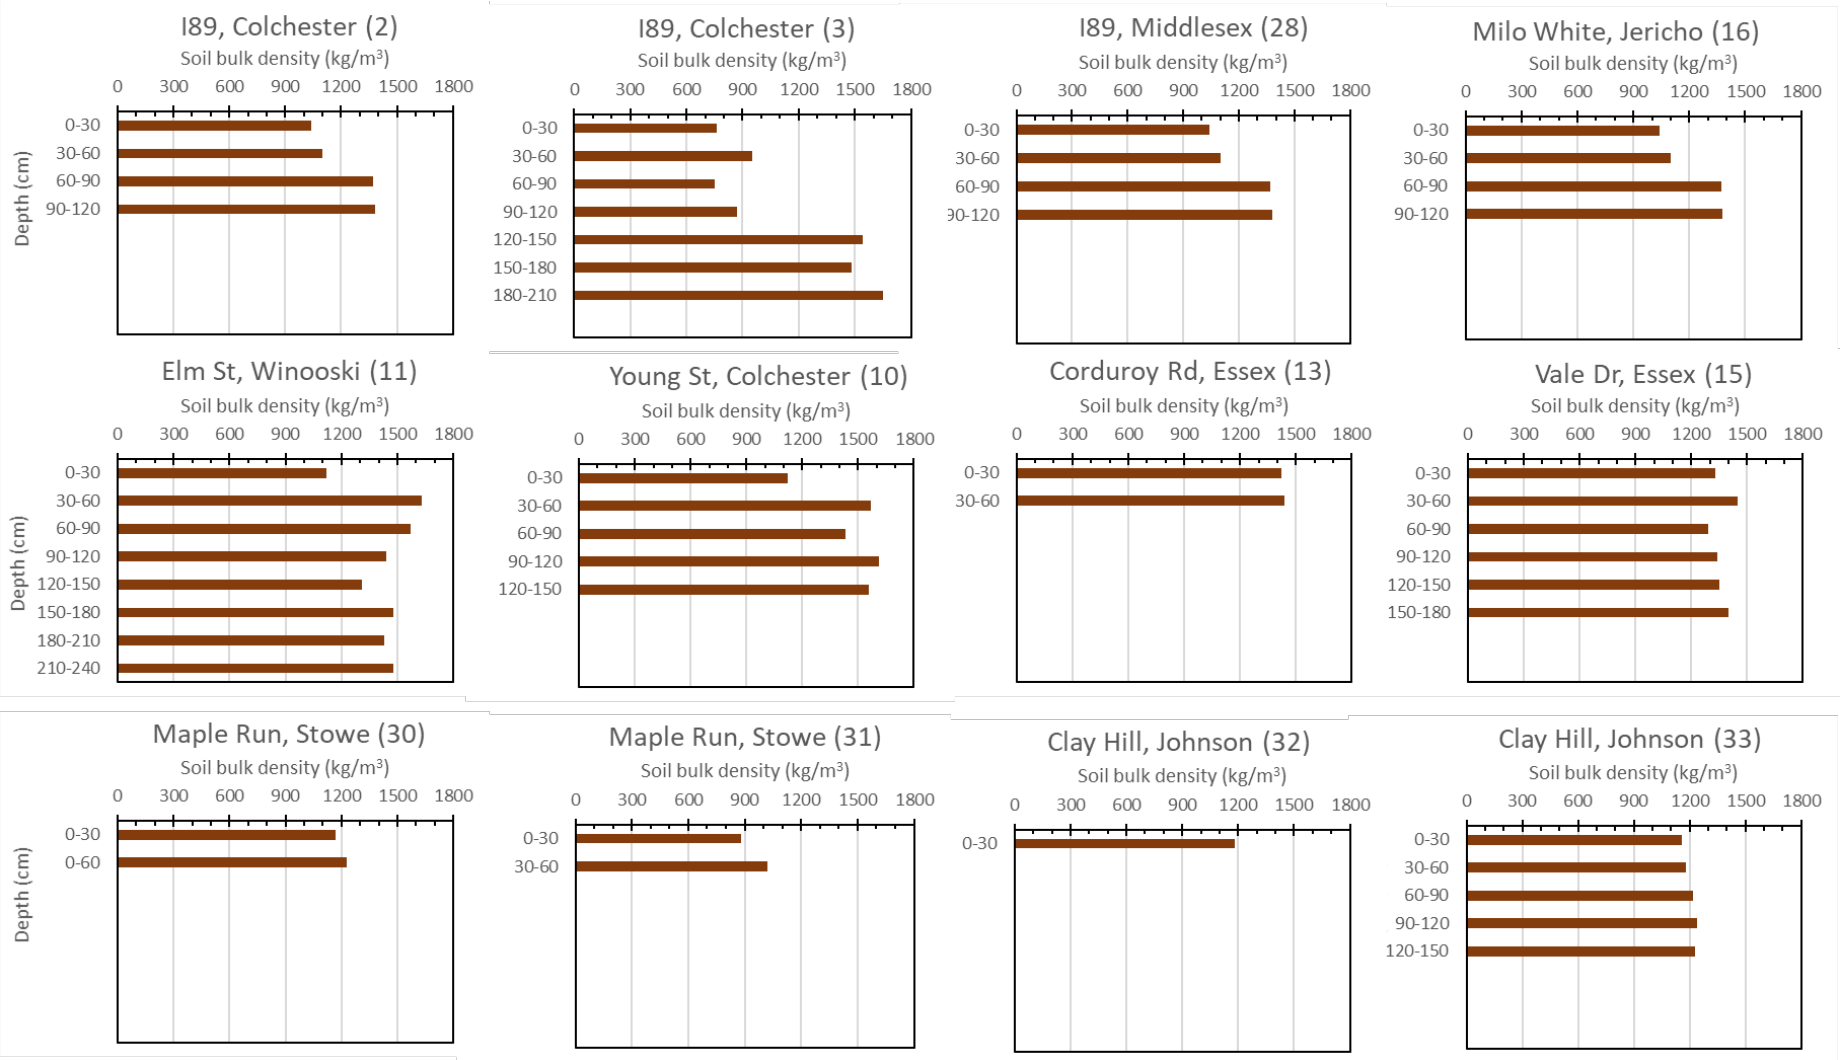 I89, Colchester (2)
Soil bulk density (kg/m³)
0 300 600 900 1200 1500 1800
0-30
30-60
60-90
90-120
Depth (cm)
I89, Colchester (3)
Soil bulk density (kg/m³)
0 300 600 900 1200 1500 1800
0-30
30-60
60-90
90-120
120-150
150-180
180-210
I89, Middlesex (28)
Soil bulk density (kg/m³)
0 300 600 900 1200 1500 1800
0-30
30-60
60-90
90-120
Milo White, Jericho (16)
Soil bulk density (kg/m³)
0 300 600 900 1200 1500 1800
0-30
30-60
60-90
90-120
Elm St, Winooski (11)
Soil bulk density (kg/m³)
0 300 600 900 1200 1500 1800
0-30
30-60
60-90
90-120
120-150
150-180
180-210
210-240
Depth (cm)
Young St, Colchester (10)
Soil bulk density (kg/m³)
0 300 600 900 1200 1500 1800
0-30
30-60
60-90
90-120
120-150
Corduroy Rd, Essex (13)
Soil bulk density (kg/m³)
0 300 600 900 1200 1500 1800
0-30
30-60
Vale Dr, Essex (15)
Soil bulk density (kg/m³)
0 300 600 900 1200 1500 1800
0-30
30-60
60-90
90-120
120-150
150-180
Maple Run, Stowe (30)
Soil bulk density (kg/m³)
0 300 600 900 1200 1500 1800
0-30
0-60
Depth (cm)
Maple Run, Stowe (31)
Soil bulk density (kg/m³)
0 300 600 900 1200 1500 1800
0-30
30-60
Clay Hill, Johnson (32)
Soil bulk density (kg/m³)
0 300 600 900 1200 1500 1800
0-30
Clay Hill, Johnson (33)
Soil bulk density (kg/m³)
0 300 600 900 1200 1500 1800
0-30
30-60
60-90
90-120
120-150